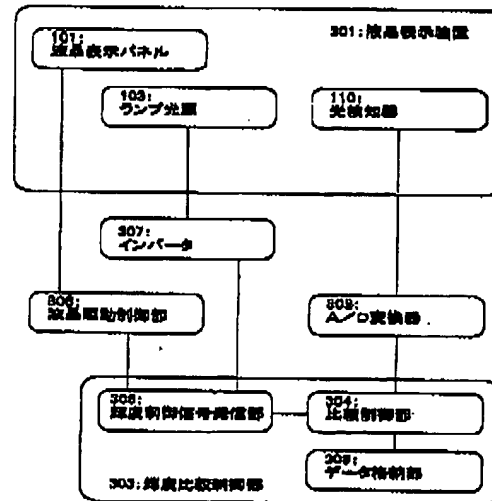 301:液晶表示装置
101:
液晶表示パネル
103:
ランプ光源
110:
光検知器
307:
インバータ
306:
液晶駆動制御部
302:
A/D変換器
305:
輝度制御信号発信部
304:
比較制御部
データ格納部
303:輝度比較制御部